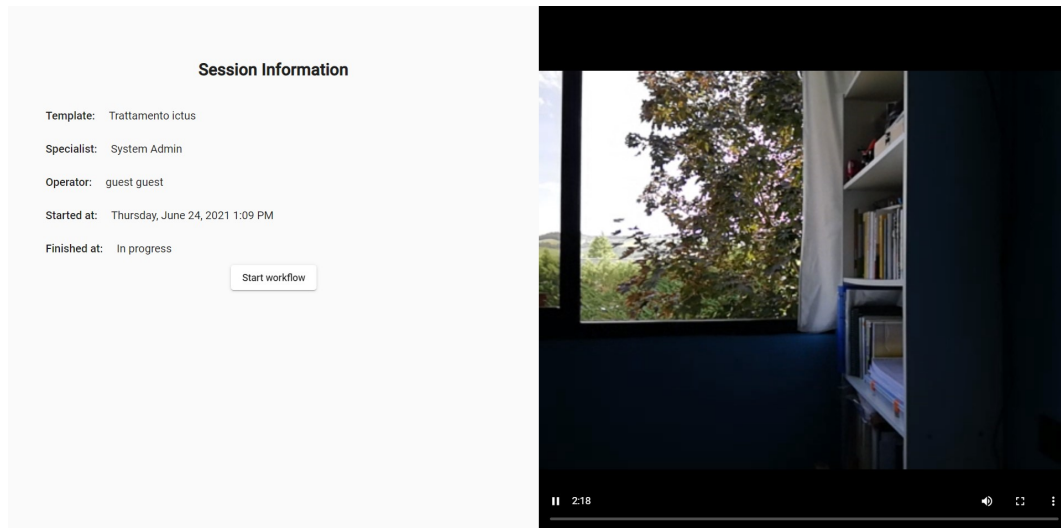 Session Information
Template: Trattamento ictus
Specialist: System Admin
Operator: guest guest
Started at: Thursday, June 24, 2021 1:09 PM
Finished at: In progress
Start workflow
2:18